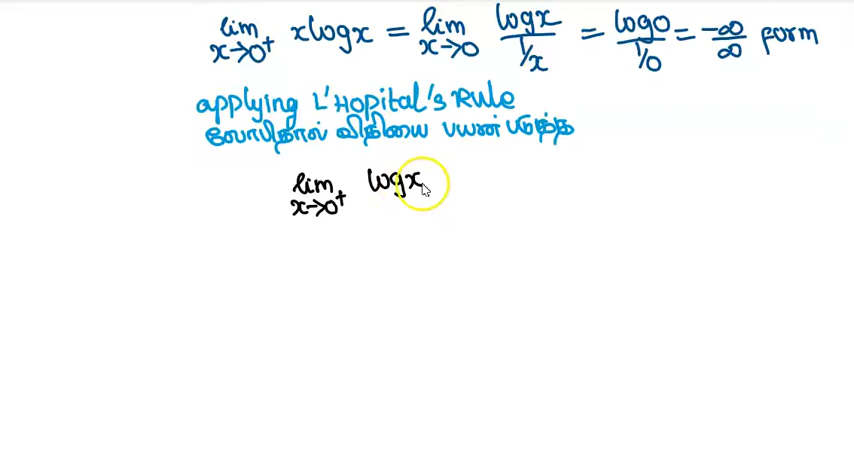 lim x→0⁺ xlogx = lim x→0 logx / 1/x = log0 / 1/0 = -∞/∞ form
applying L'Hopital's Rule
லோபிதால் விதியை பயன்படுத்த
lim x→0⁺ logx